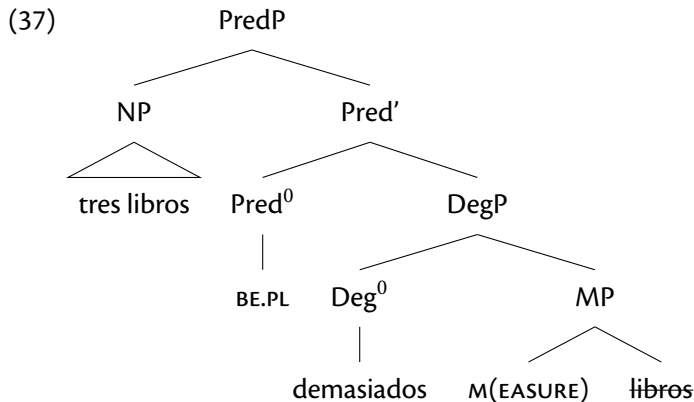 (37) PredP
NP Pred’
tres libros Pred⁰ DegP
BE.PL Deg⁰ MP
demasiados M(EASURE) ~~libros~~